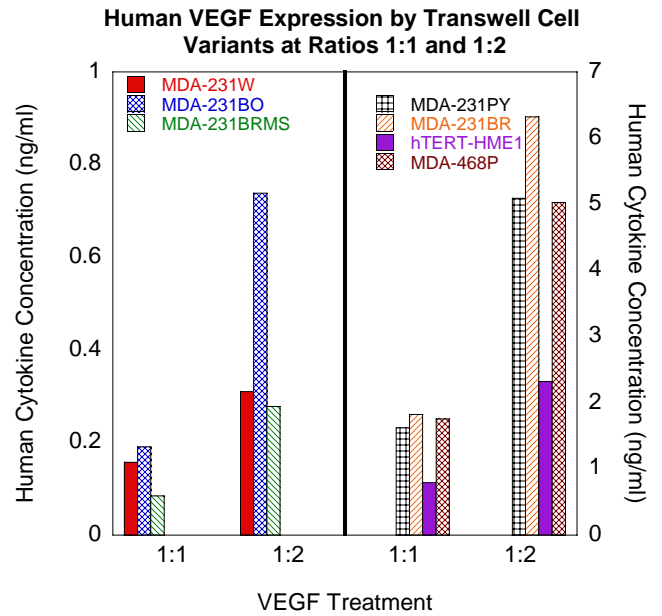 Human VEGF Expression by Transwell Cell
Variants at Ratios 1:1 and 1:2
Human Cytokine Concentration (ng/ml)
1
0.8
0.6
0.4
0.2
0
MDA-231W
MDA-231BO
MDA-231BRMS
MDA-231PY
MDA-231BR
hTERT-HME1
MDA-468P
7
6
5
4
3
2
1
0
Human Cytokine Concentration (ng/ml)
1:1 1:2 1:1 1:2
VEGF Treatment